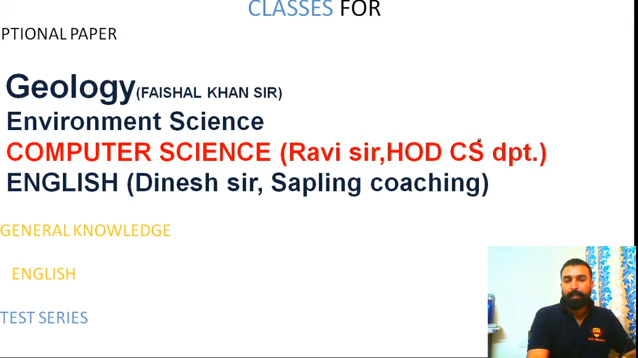 CLASSES FOR
PTIONAL PAPER
Geology(FAISHAL KHAN SIR)
Environment Science
COMPUTER SCIENCE (Ravi sir,HOD CS dpt.)
ENGLISH (Dinesh sir, Sapling coaching)
GENERAL KNOWLEDGE
ENGLISH
TEST SERIES